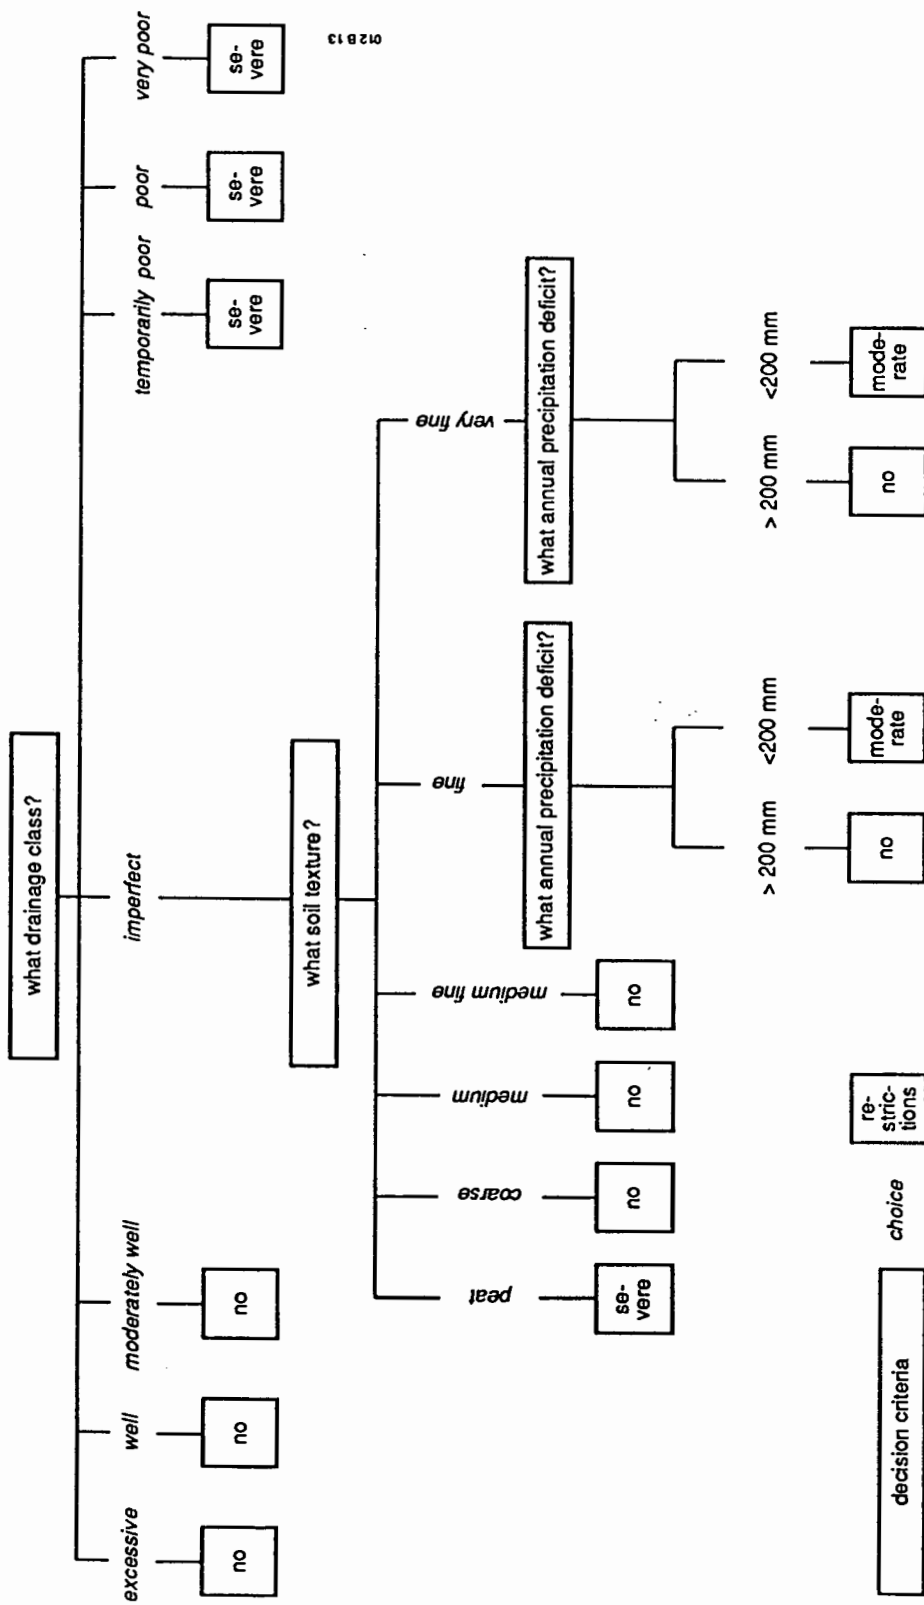 what drainage class?
excessive
well
moderately well
imperfect
temporarily poor
poor
very poor
no
no
no
se-
vere
se-
vere
se-
vere
what soil texture?
peat
coarse
medium
medium fine
fine
very fine
se-
vere
no
no
no
what annual precipitation deficit?
what annual precipitation deficit?
> 200 mm
<200 mm
> 200 mm
<200 mm
no
mode-
rate
no
mode-
rate
decision criteria
choice
re-
stric-
tions
012B13